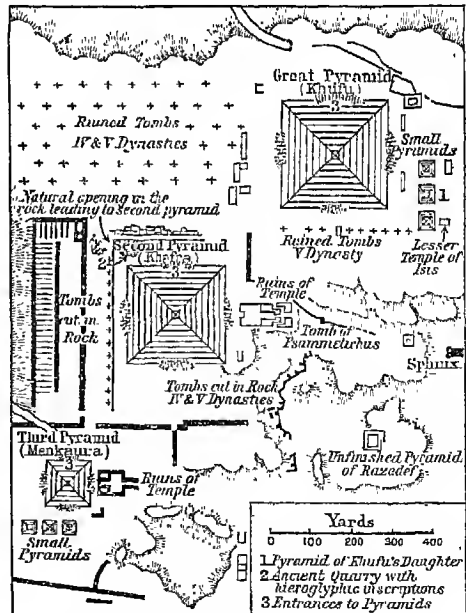 Great Pyramid
(Khufu)
3
Ruined Tombs
IV & V Dynasties
Small
Pyramids
1
Natural opening in the
rock leading to second pyramid
2
Second Pyramid
(Khafra)
3
Ruined Tombs
V Dynasty
Lesser
Temple of
Isis
Tombs
cut in
Rock
Ruins of
Temple
Tomb of
Psammetichus
Sphinx
Tombs cut in Rock
IV & V Dynasties
Third Pyramid
(Menkaura)
3
Ruins of
Temple
Unfinished Pyramid
of Razadef
Small
Pyramids
Yards
0 100 200 300 400
1 Pyramid of Khufu's Daughter
2 Ancient Quarry with
hieroglyphic inscriptions
3 Entrances to Pyramids